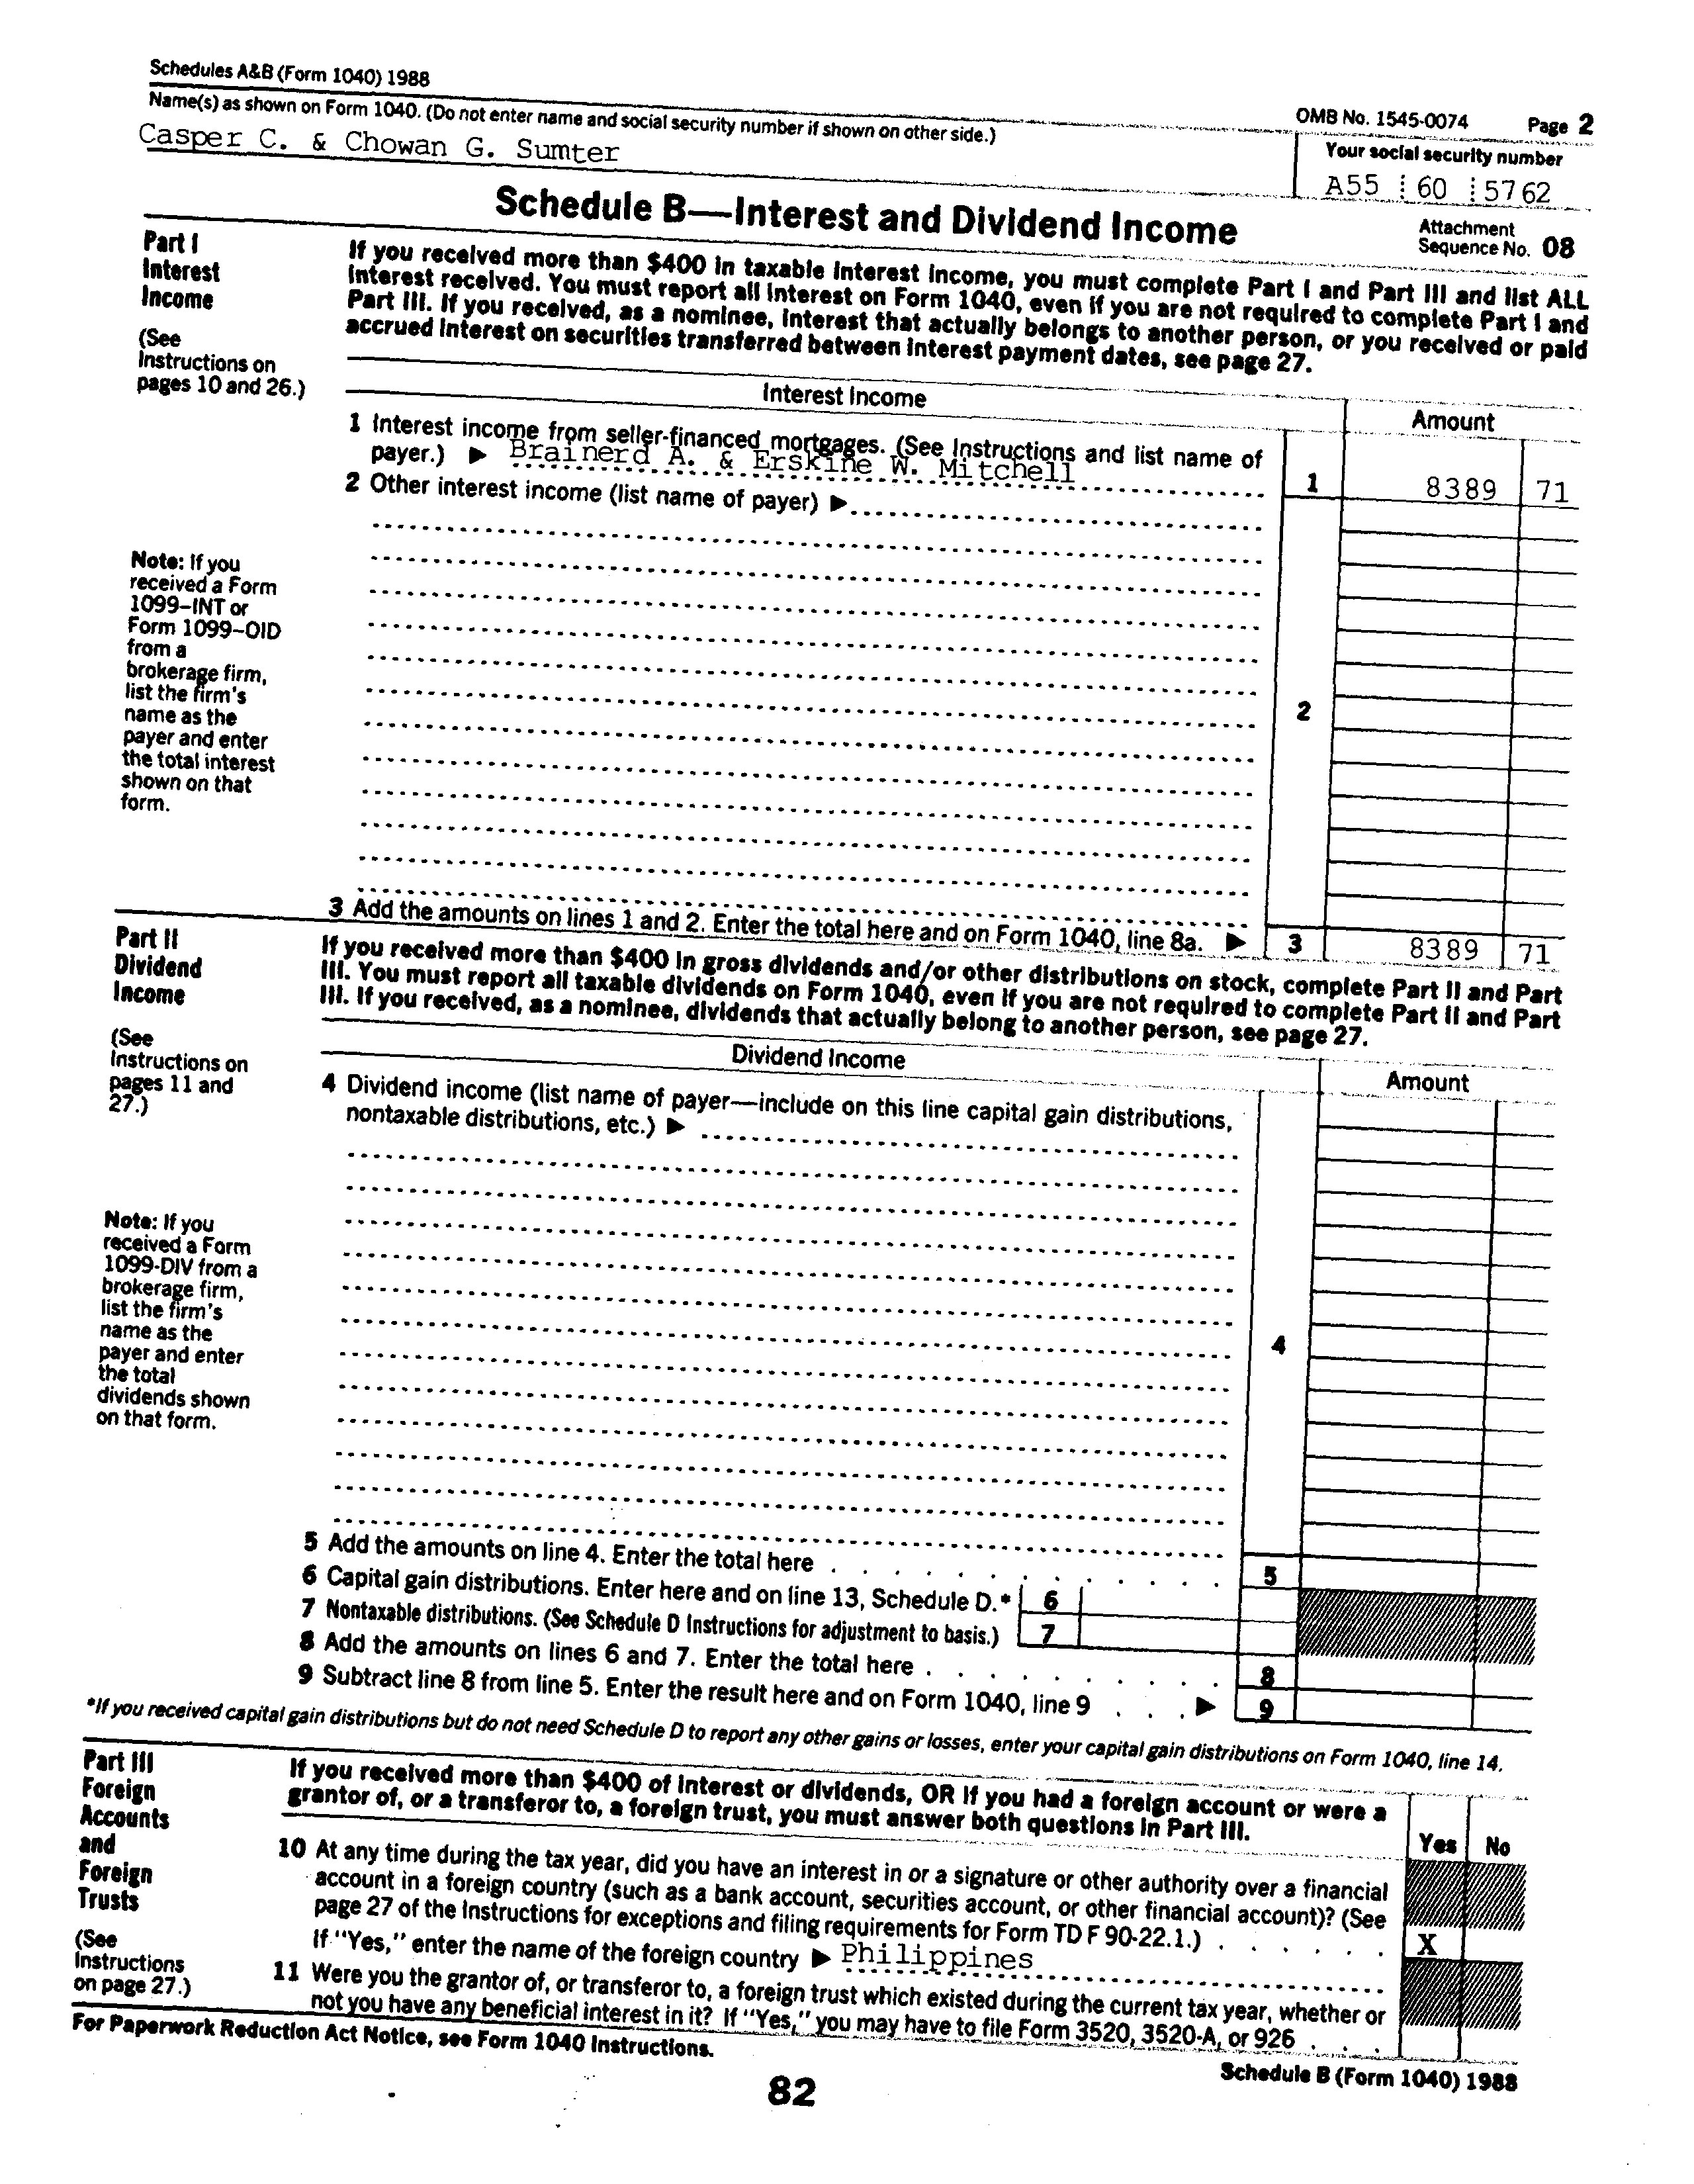 Schedules A&B (Form 1040) 1988
OMB No. 1545-0074
Page 2
Name(s) as shown on Form 1040. (Do not enter name and social security number if shown on other side.)
Your social security number
Casper C. & Chowan G. Sumter
A55 60 5762
Schedule B—Interest and Dividend Income
Attachment
Sequence No. 08
Part I
Interest
Income
(See
Instructions on
pages 10 and 26.)
If you received more than $400 in taxable interest income, you must complete Part I and Part III and list ALL
interest received. You must report all interest on Form 1040, even if you are not required to complete Part I and
Part III. If you received, as a nominee, interest that actually belongs to another person, or you received or paid
accrued interest on securities transferred between interest payment dates, see page 27.
Interest Income
Amount
1 Interest income from seller-financed mortgages. (See Instructions and list name of
payer.) ▶ Brainerd A. & Erskine W. Mitchell
1
8389 71
2 Other interest income (list name of payer) ▶
Note: If you
received a Form
1099–INT or
Form 1099–OID
from a
brokerage firm,
list the firm's
name as the
payer and enter
the total interest
shown on that
form.
2
3 Add the amounts on lines 1 and 2. Enter the total here and on Form 1040, line 8a. ▶
3
8389 71
Part II
Dividend
Income
(See
Instructions on
pages 11 and
27.)
If you received more than $400 in gross dividends and/or other distributions on stock, complete Part II and Part
III. You must report all taxable dividends on Form 1040, even if you are not required to complete Part II and Part
III. If you received, as a nominee, dividends that actually belong to another person, see page 27.
Dividend Income
Amount
4 Dividend income (list name of payer—include on this line capital gain distributions,
nontaxable distributions, etc.) ▶
Note: If you
received a Form
1099-DIV from a
brokerage firm,
list the firm's
name as the
payer and enter
the total
dividends shown
on that form.
4
5 Add the amounts on line 4. Enter the total here
5
6 Capital gain distributions. Enter here and on line 13, Schedule D.* 6
7 Nontaxable distributions. (See Schedule D Instructions for adjustment to basis.) 7
8 Add the amounts on lines 6 and 7. Enter the total here
8
9 Subtract line 8 from line 5. Enter the result here and on Form 1040, line 9 ▶
9
*If you received capital gain distributions but do not need Schedule D to report any other gains or losses, enter your capital gain distributions on Form 1040, line 14.
Part III
Foreign
Accounts
and
Foreign
Trusts
(See
Instructions
on page 27.)
If you received more than $400 of interest or dividends, OR if you had a foreign account or were a
grantor of, or a transferor to, a foreign trust, you must answer both questions in Part III.
Yes No
10 At any time during the tax year, did you have an interest in or a signature or other authority over a financial
account in a foreign country (such as a bank account, securities account, or other financial account)? (See
page 27 of the Instructions for exceptions and filing requirements for Form TD F 90-22.1.)
X
If "Yes," enter the name of the foreign country ▶ Philippines
11 Were you the grantor of, or transferor to, a foreign trust which existed during the current tax year, whether or
not you have any beneficial interest in it? If "Yes," you may have to file Form 3520, 3520-A, or 926
For Paperwork Reduction Act Notice, see Form 1040 Instructions.
Schedule B (Form 1040) 1988
82